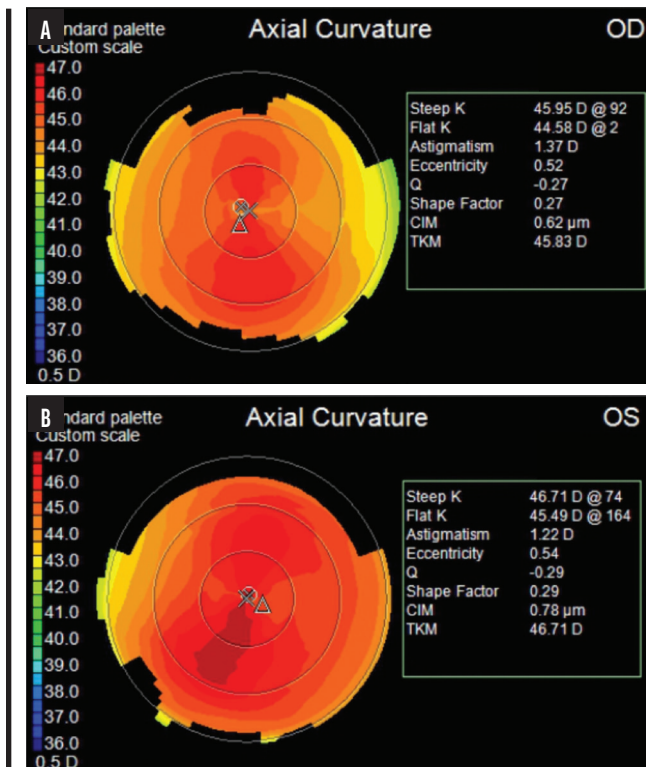 A ndard palette Axial Curvature OD
Custom scale
47.0
46.0
45.0
44.0
43.0
42.0
41.0
40.0
39.0
38.0
37.0
36.0
0.5 D
Steep K 45.95 D @ 92
Flat K 44.58 D @ 2
Astigmatism 1.37 D
Eccentricity 0.52
Q -0.27
Shape Factor 0.27
CIM 0.62 µm
TKM 45.83 D
B ndard palette Axial Curvature OS
Custom scale
47.0
46.0
45.0
44.0
43.0
42.0
41.0
40.0
39.0
38.0
37.0
36.0
0.5 D
Steep K 46.71 D @ 74
Flat K 45.49 D @ 164
Astigmatism 1.22 D
Eccentricity 0.54
Q -0.29
Shape Factor 0.29
CIM 0.78 µm
TKM 46.71 D